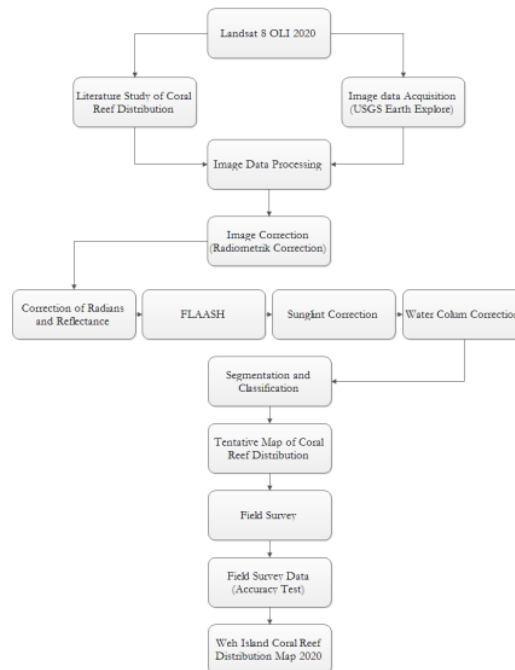 Landsat 8 OLI 2020
Literature Study of Coral
Reef Distribution
Image data Acquisition
(USGS Earth Explore)
Image Data Processing
Image Correction
(Radiometrik Correction)
Correction of Radians
and Reflectance
FLAASH
Sunglint Correction
Water Colum Correction
Segmentation and
Classification
Tentative Map of Coral
Reef Distribution
Field Survey
Field Survey Data
(Accuracy Test)
Weh Island Coral Reef
Distribution Map 2020